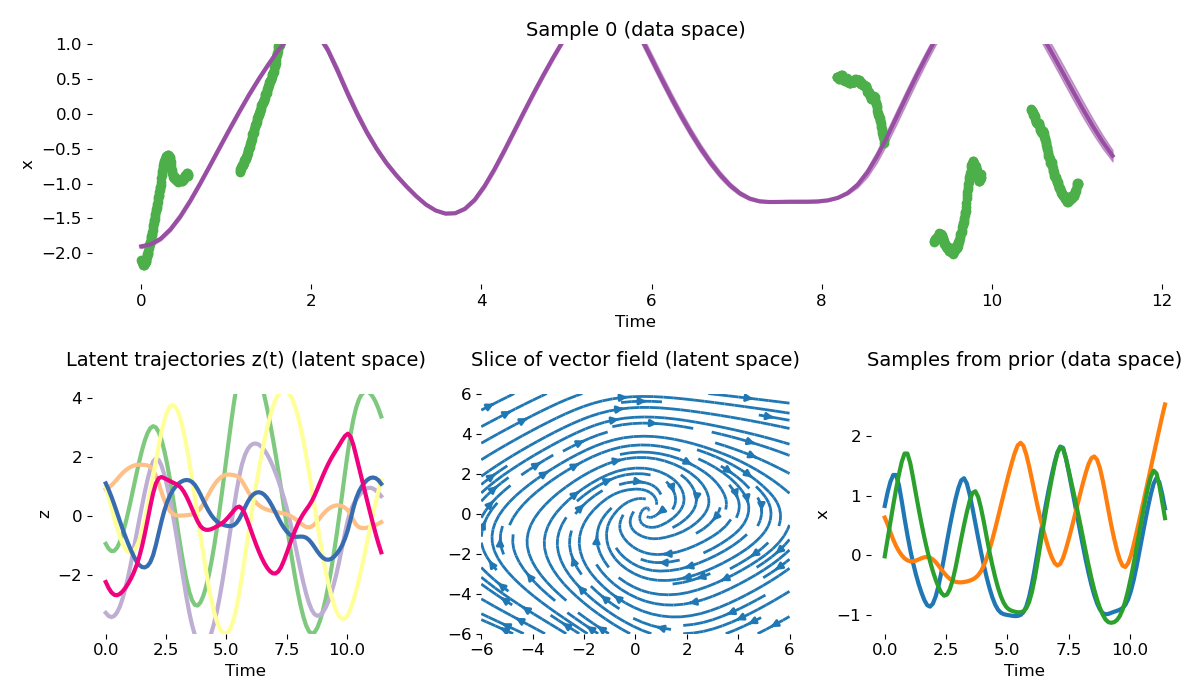 Sample 0 (data space)
1.0
0.5
0.0
−0.5
−1.0
−1.5
−2.0
x
0 2 4 6 8 10 12
Time
Latent trajectories z(t) (latent space)
4
2
0
−2
z
0.0 2.5 5.0 7.5 10.0
Time
Slice of vector field (latent space)
6
4
2
0
−2
−4
−6
−6 −4 −2 0 2 4 6
Samples from prior (data space)
2
1
0
−1
x
0.0 2.5 5.0 7.5 10.0
Time